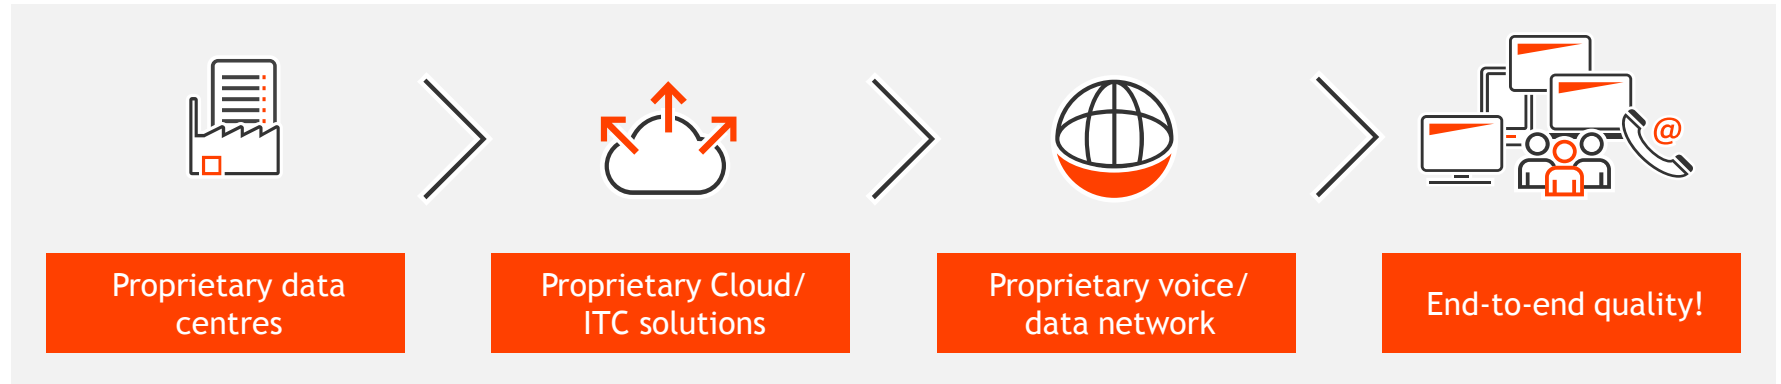 @
Proprietary data
centres
Proprietary Cloud/
ITC solutions
Proprietary voice/
data network
End-to-end quality!